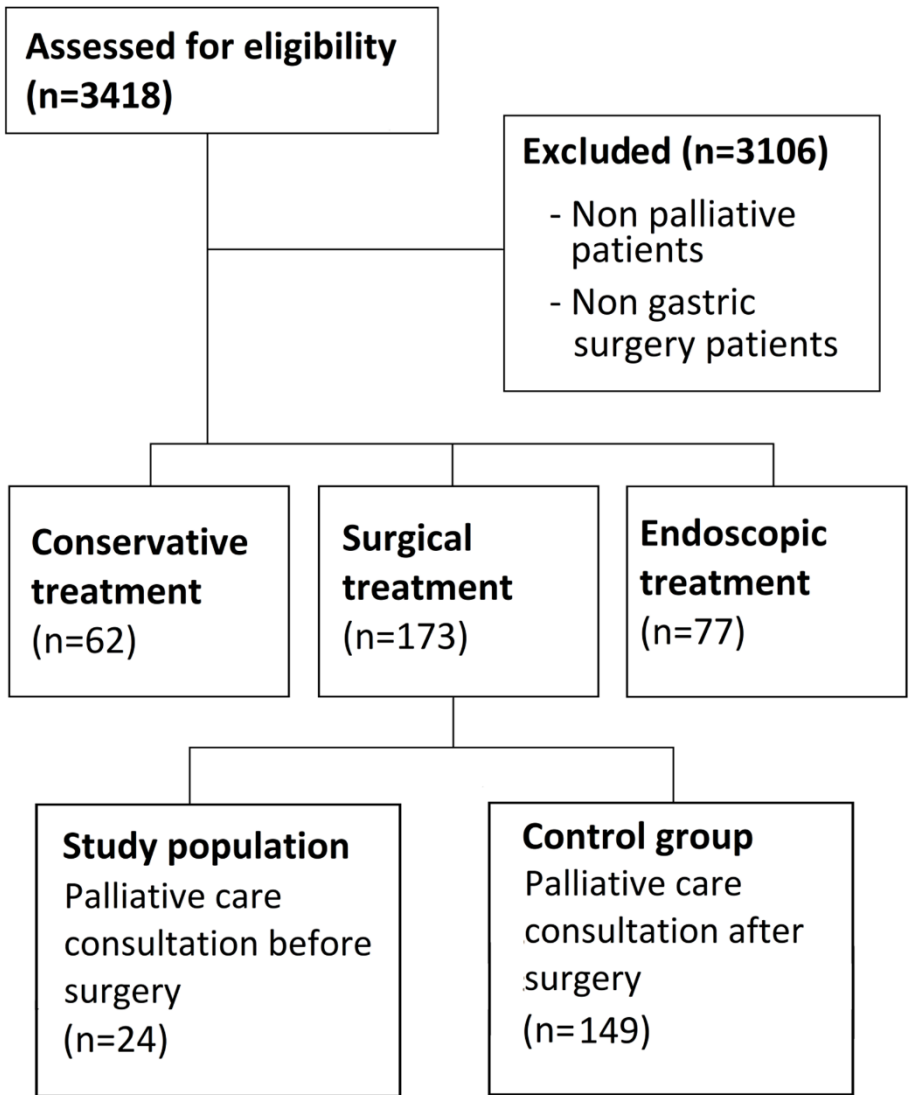 Assessed for eligibility
(n=3418)
Excluded (n=3106)
- Non palliative
patients
- Non gastric
surgery patients
Conservative
treatment
(n=62)
Surgical
treatment
(n=173)
Endoscopic
treatment
(n=77)
Study population
Palliative care
consultation before
surgery
(n=24)
Control group
Palliative care
consultation after
surgery
(n=149)